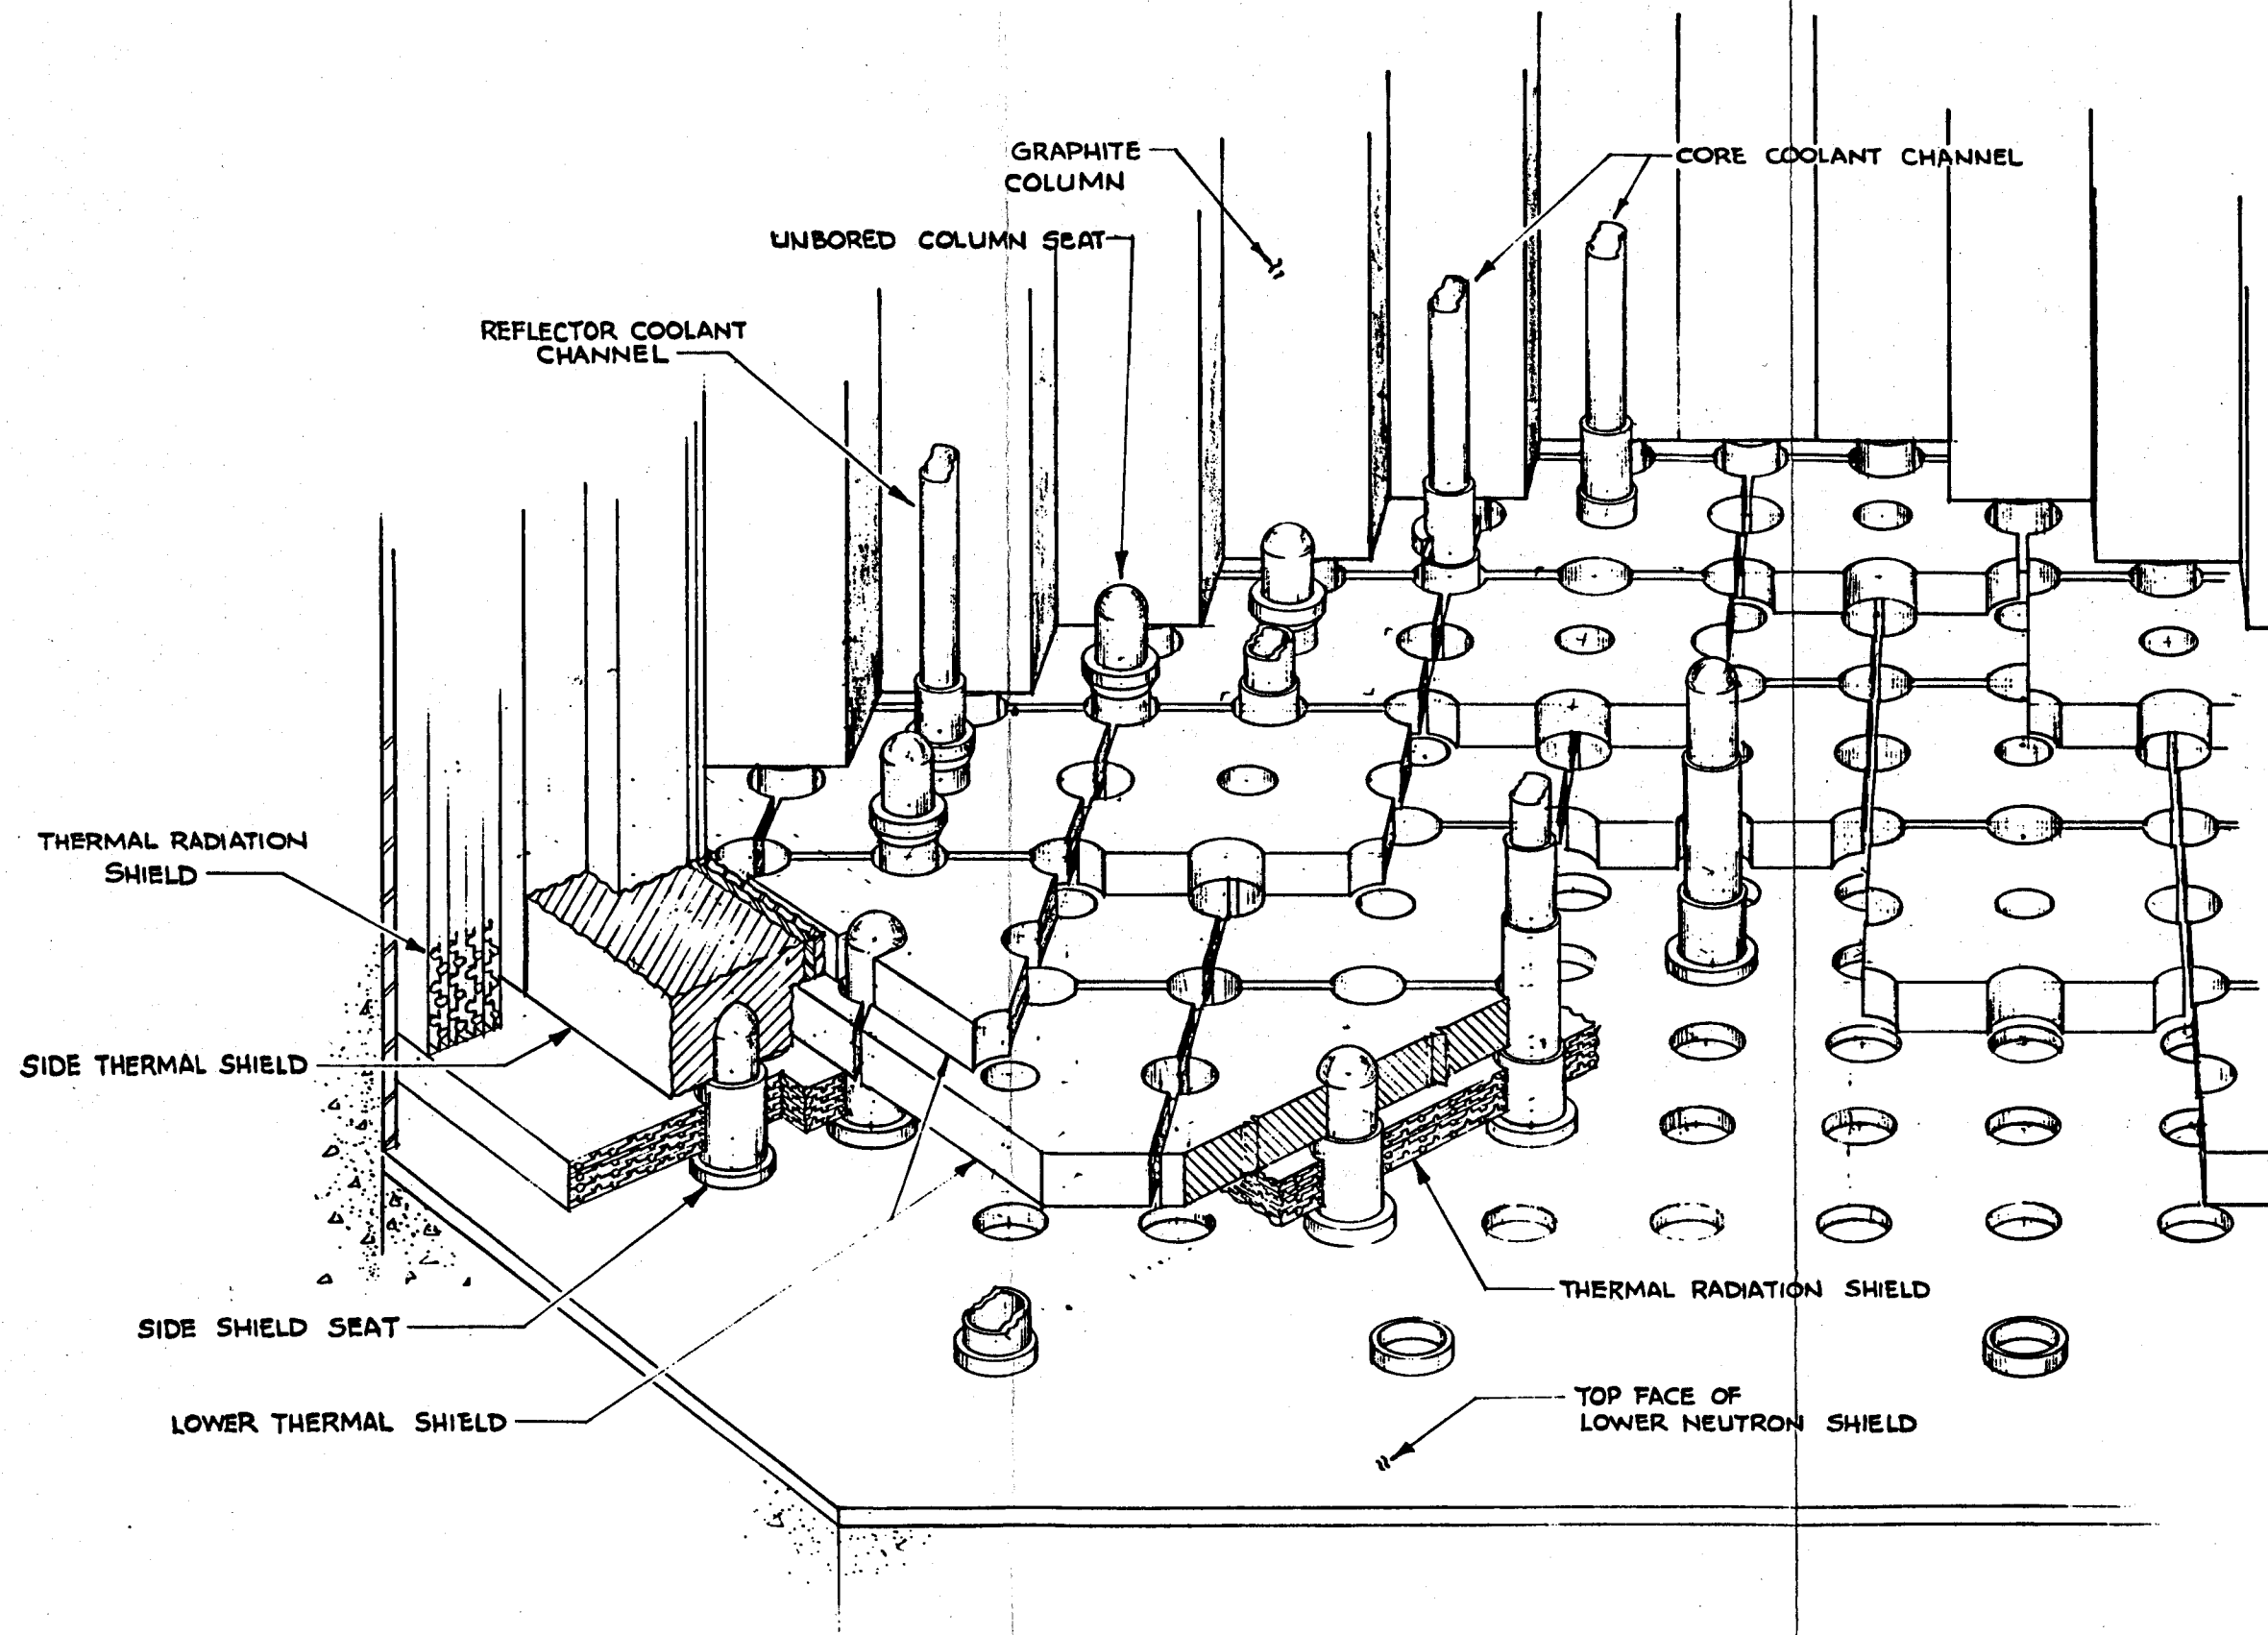 GRAPHITE
COLUMN
CORE COOLANT CHANNEL
UNBORED COLUMN SEAT
REFLECTOR COOLANT
CHANNEL
THERMAL RADIATION
SHIELD
SIDE THERMAL SHIELD
THERMAL RADIATION SHIELD
SIDE SHIELD SEAT
TOP FACE OF
LOWER NEUTRON SHIELD
LOWER THERMAL SHIELD